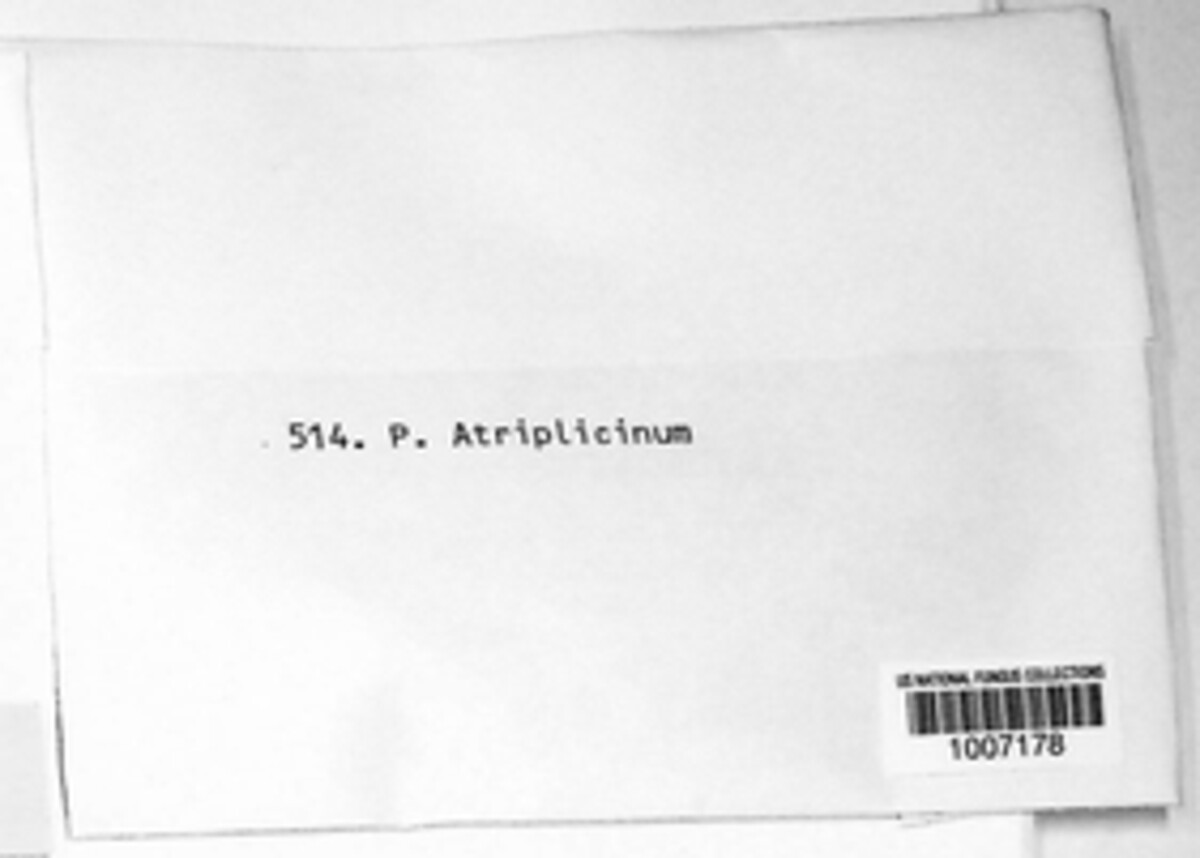 514. P. Atriplicinum
US NATIONAL FUNGUS COLLECTIONS
1007178